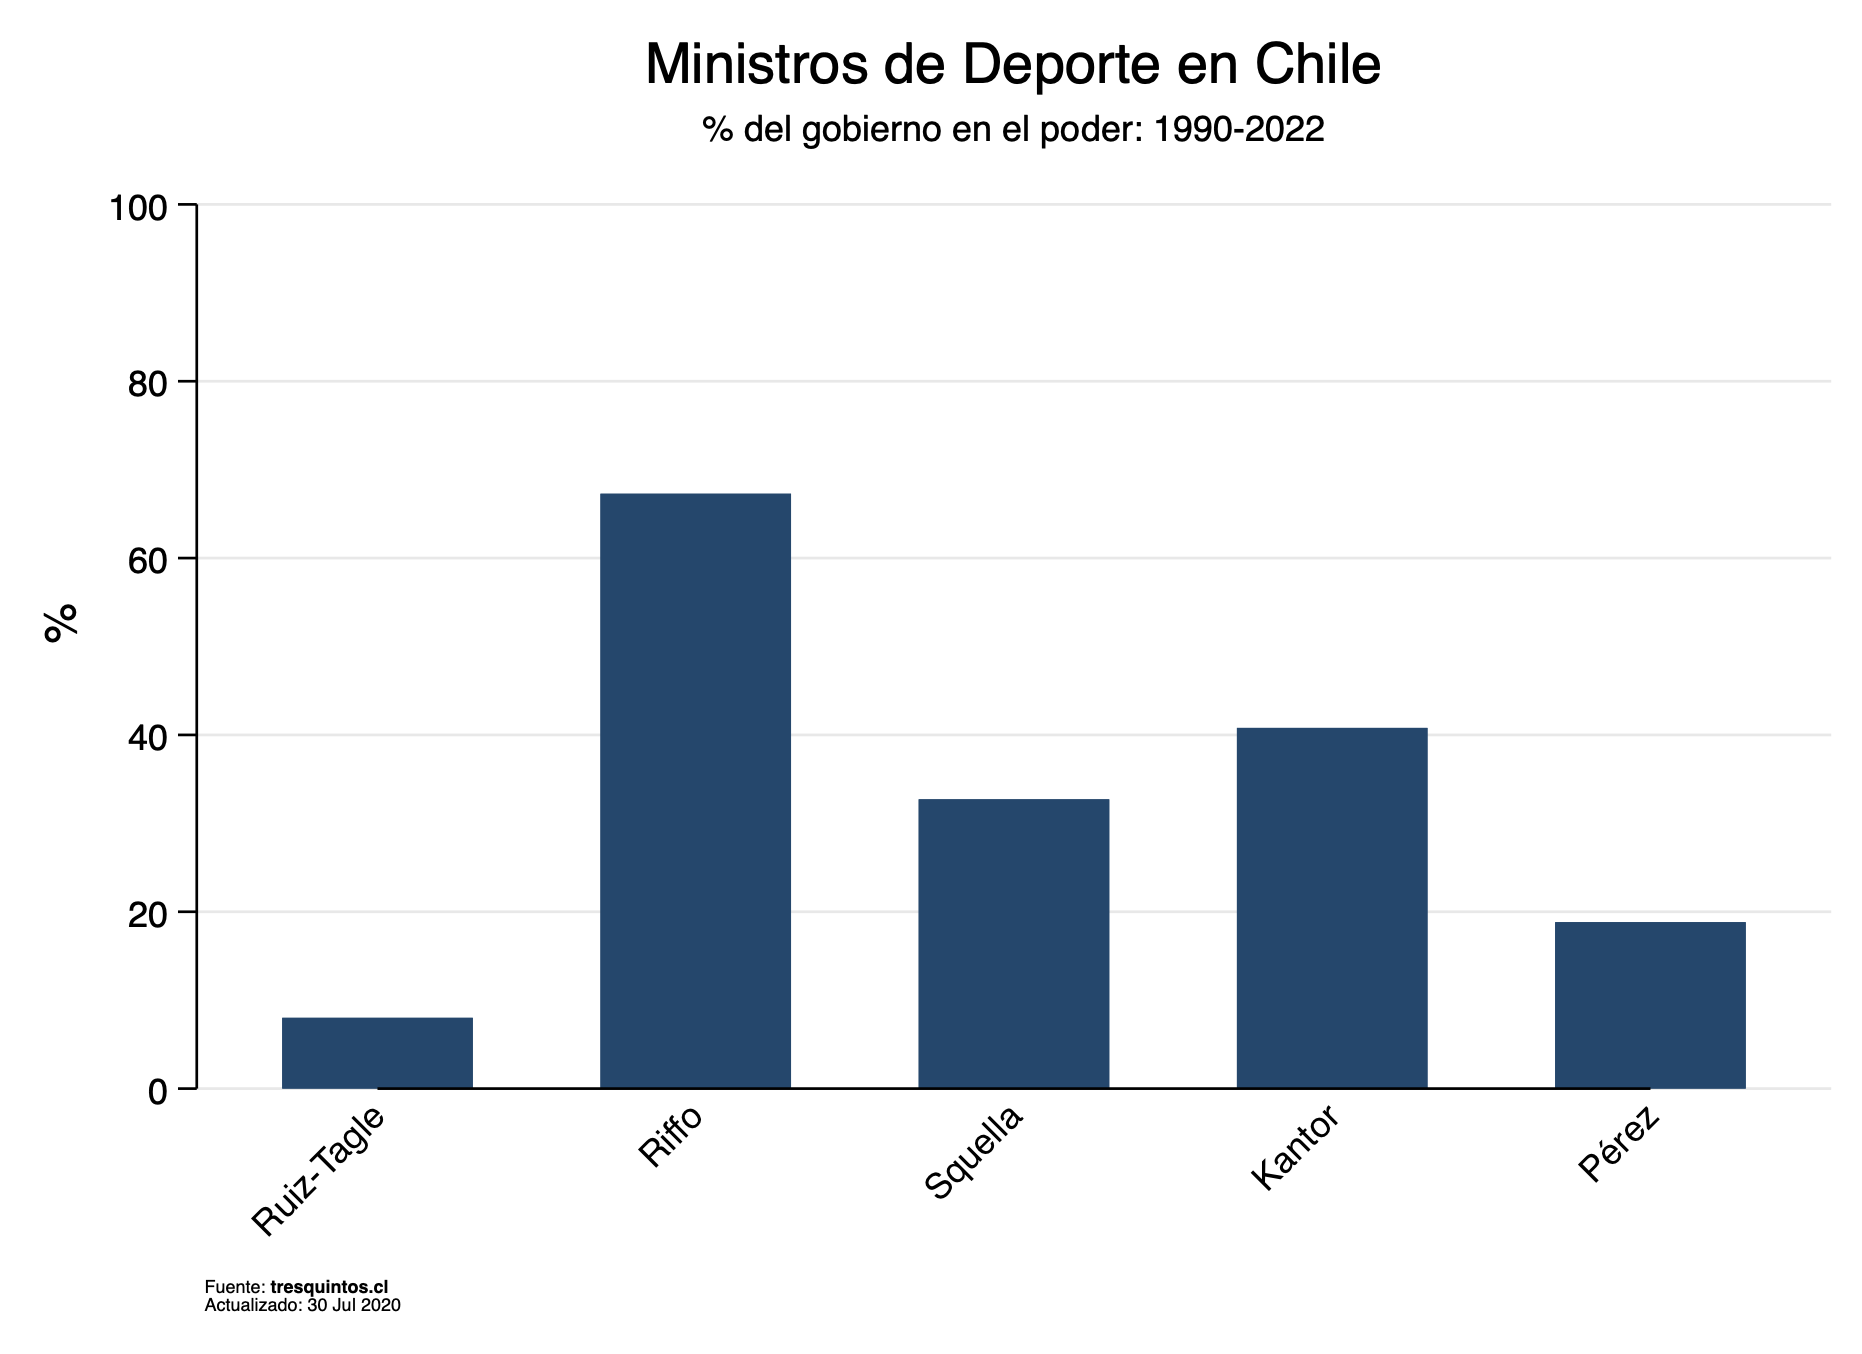 Ministros de Deporte en Chile
% del gobierno en el poder: 1990-2022
100
80
60
40
20
0
%
Ruiz-Tagle
Riffo
Squella
Kantor
Pérez
Fuente: tresquintos.cl
Actualizado: 30 Jul 2020